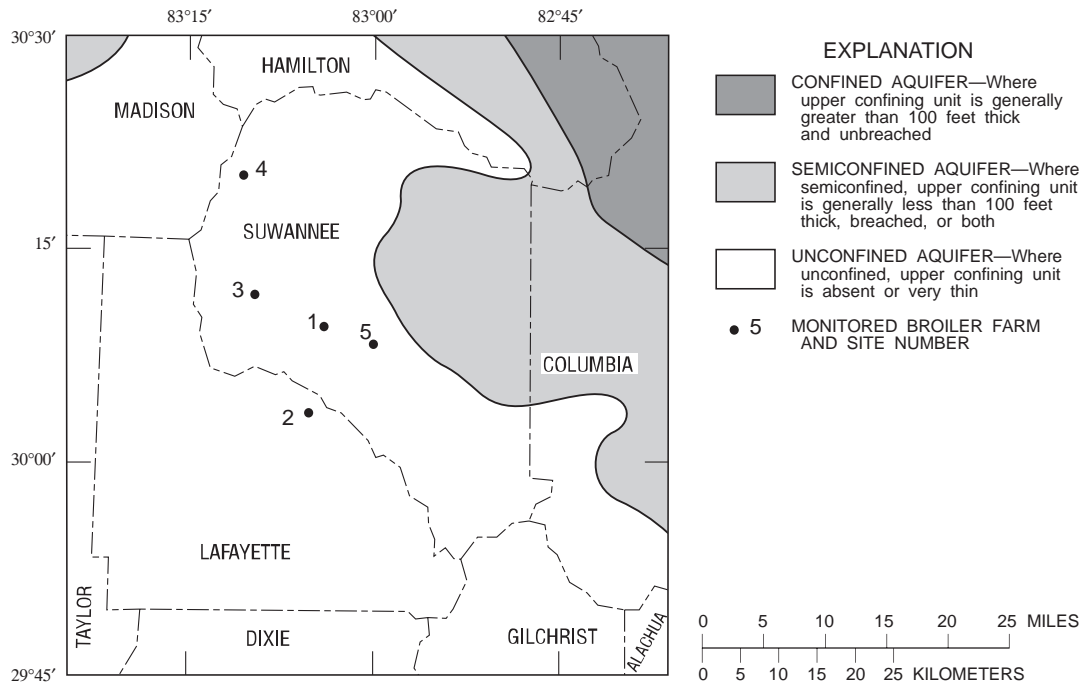 83°15′ 83°00′ 82°45′
30°30′
HAMILTON
MADISON
4
SUWANNEE
15′
3
1
5
COLUMBIA
2
30°00′
LAFAYETTE
TAYLOR
DIXIE
GILCHRIST
ALACHUA
29°45′
EXPLANATION
CONFINED AQUIFER—Where
upper confining unit is generally
greater than 100 feet thick
and unbreached
SEMICONFINED AQUIFER—Where
semiconfined, upper confining unit
is generally less than 100 feet
thick, breached, or both
UNCONFINED AQUIFER—Where
unconfined, upper confining unit
is absent or very thin
5 MONITORED BROILER FARM
AND SITE NUMBER
0 5 10 15 20 25 MILES
0 5 10 15 20 25 KILOMETERS